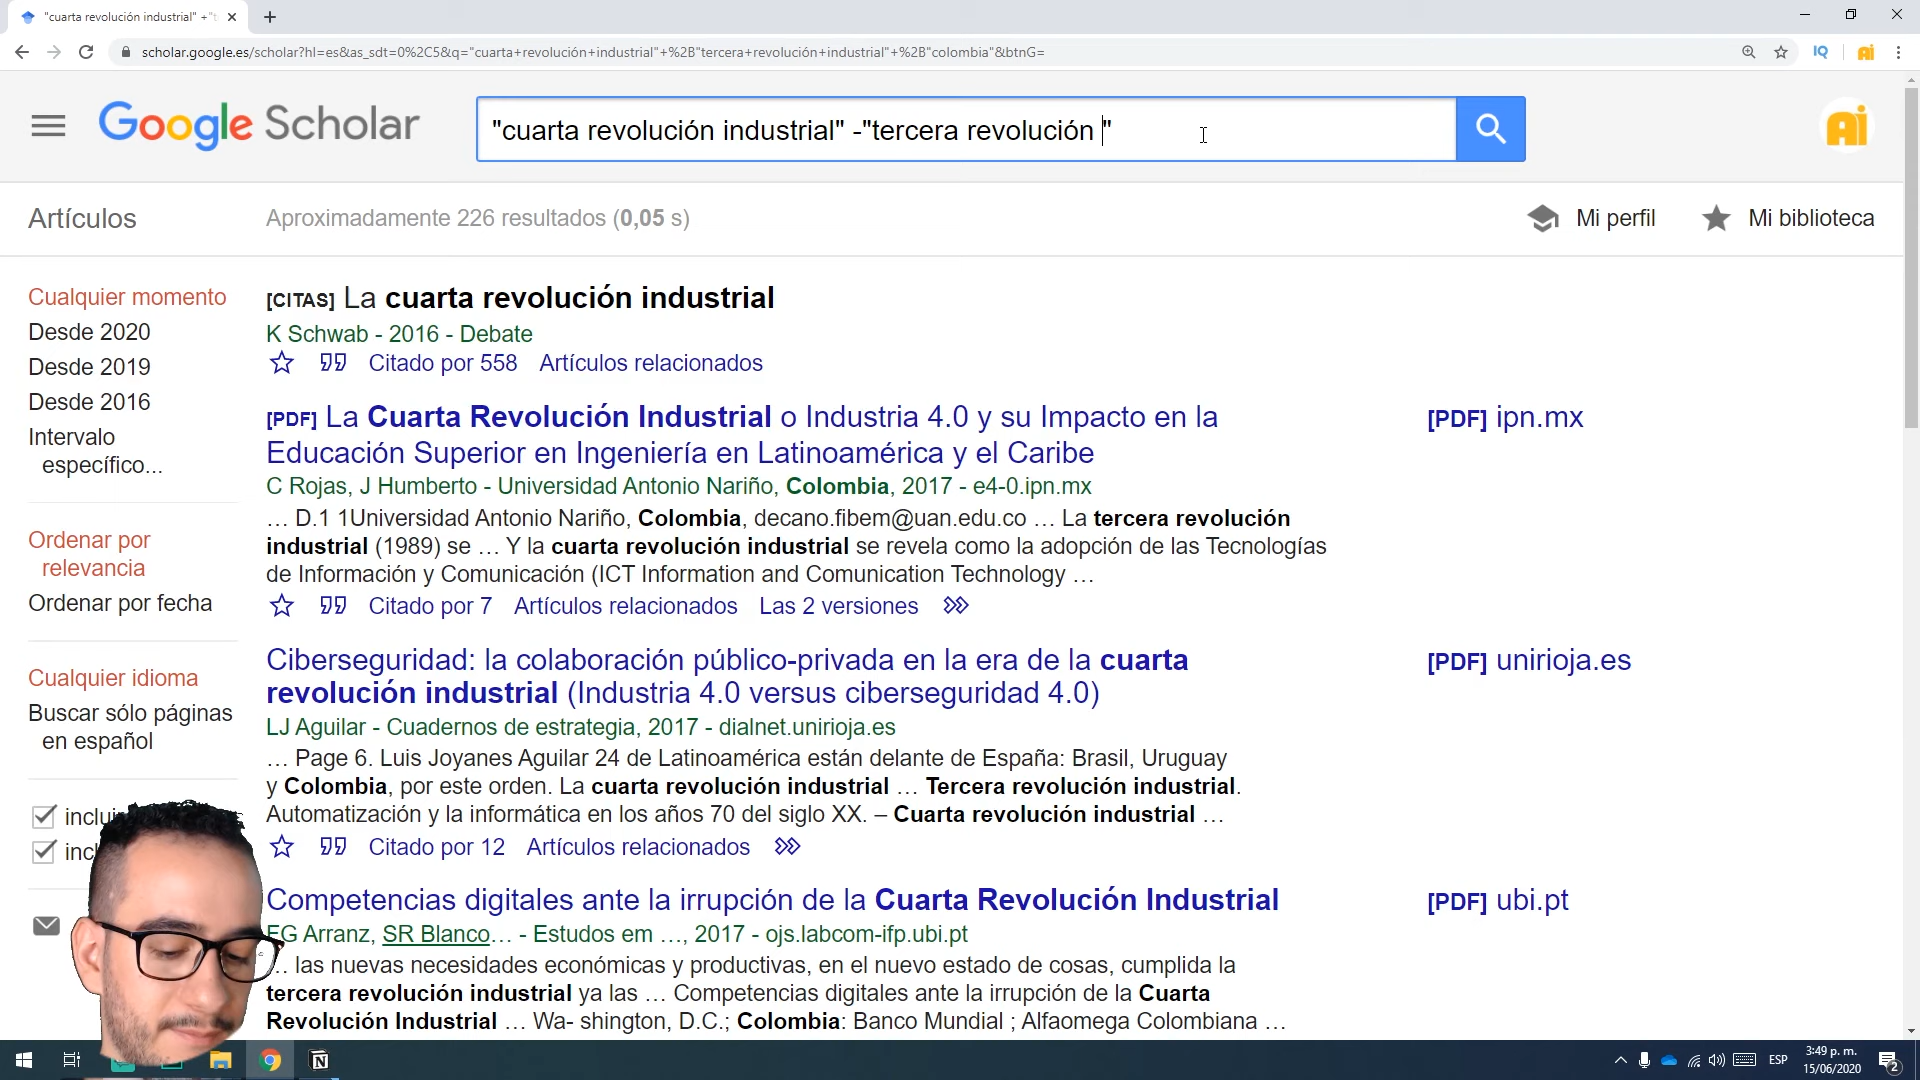 "cuarta revolución industrial" +"t
scholar.google.es/scholar?hl=es&as_sdt=0%2C5&q="cuarta+revolución+industrial"+%2B"tercera+revolución+industrial"+%2B"colombia"&btnG=
Google Scholar
"cuarta revolución industrial" -"tercera revolución "
Ai
Artículos
Aproximadamente 226 resultados (0,05 s)
Mi perfil
Mi biblioteca
Cualquier momento
Desde 2020
Desde 2019
Desde 2016
Intervalo
específico...
Ordenar por
relevancia
Ordenar por fecha
Cualquier idioma
Buscar sólo páginas
en español
[CITAS] La cuarta revolución industrial
K Schwab - 2016 - Debate
Citado por 558 Artículos relacionados
[PDF] La Cuarta Revolución Industrial o Industria 4.0 y su Impacto en la
Educación Superior en Ingeniería en Latinoamérica y el Caribe
C Rojas, J Humberto - Universidad Antonio Nariño, Colombia, 2017 - e4-0.ipn.mx
… D.1 1Universidad Antonio Nariño, Colombia, decano.fibem@uan.edu.co … La tercera revolución
industrial (1989) se … Y la cuarta revolución industrial se revela como la adopción de las Tecnologías
de Información y Comunicación (ICT Information and Comunication Technology …
Citado por 7 Artículos relacionados Las 2 versiones
[PDF] ipn.mx
Ciberseguridad: la colaboración público-privada en la era de la cuarta
revolución industrial (Industria 4.0 versus ciberseguridad 4.0)
LJ Aguilar - Cuadernos de estrategia, 2017 - dialnet.unirioja.es
… Page 6. Luis Joyanes Aguilar 24 de Latinoamérica están delante de España: Brasil, Uruguay
y Colombia, por este orden. La cuarta revolución industrial … Tercera revolución industrial.
Automatización y la informática en los años 70 del siglo XX. – Cuarta revolución industrial …
Citado por 12 Artículos relacionados
[PDF] unirioja.es
Competencias digitales ante la irrupción de la Cuarta Revolución Industrial
FG Arranz, SR Blanco… - Estudos em …, 2017 - ojs.labcom-ifp.ubi.pt
… las nuevas necesidades económicas y productivas, en el nuevo estado de cosas, cumplida la
tercera revolución industrial ya las … Competencias digitales ante la irrupción de la Cuarta
Revolución Industrial … Wa- shington, D.C.; Colombia: Banco Mundial ; Alfaomega Colombiana …
[PDF] ubi.pt
ESP
3:49 p. m.
15/06/2020
2